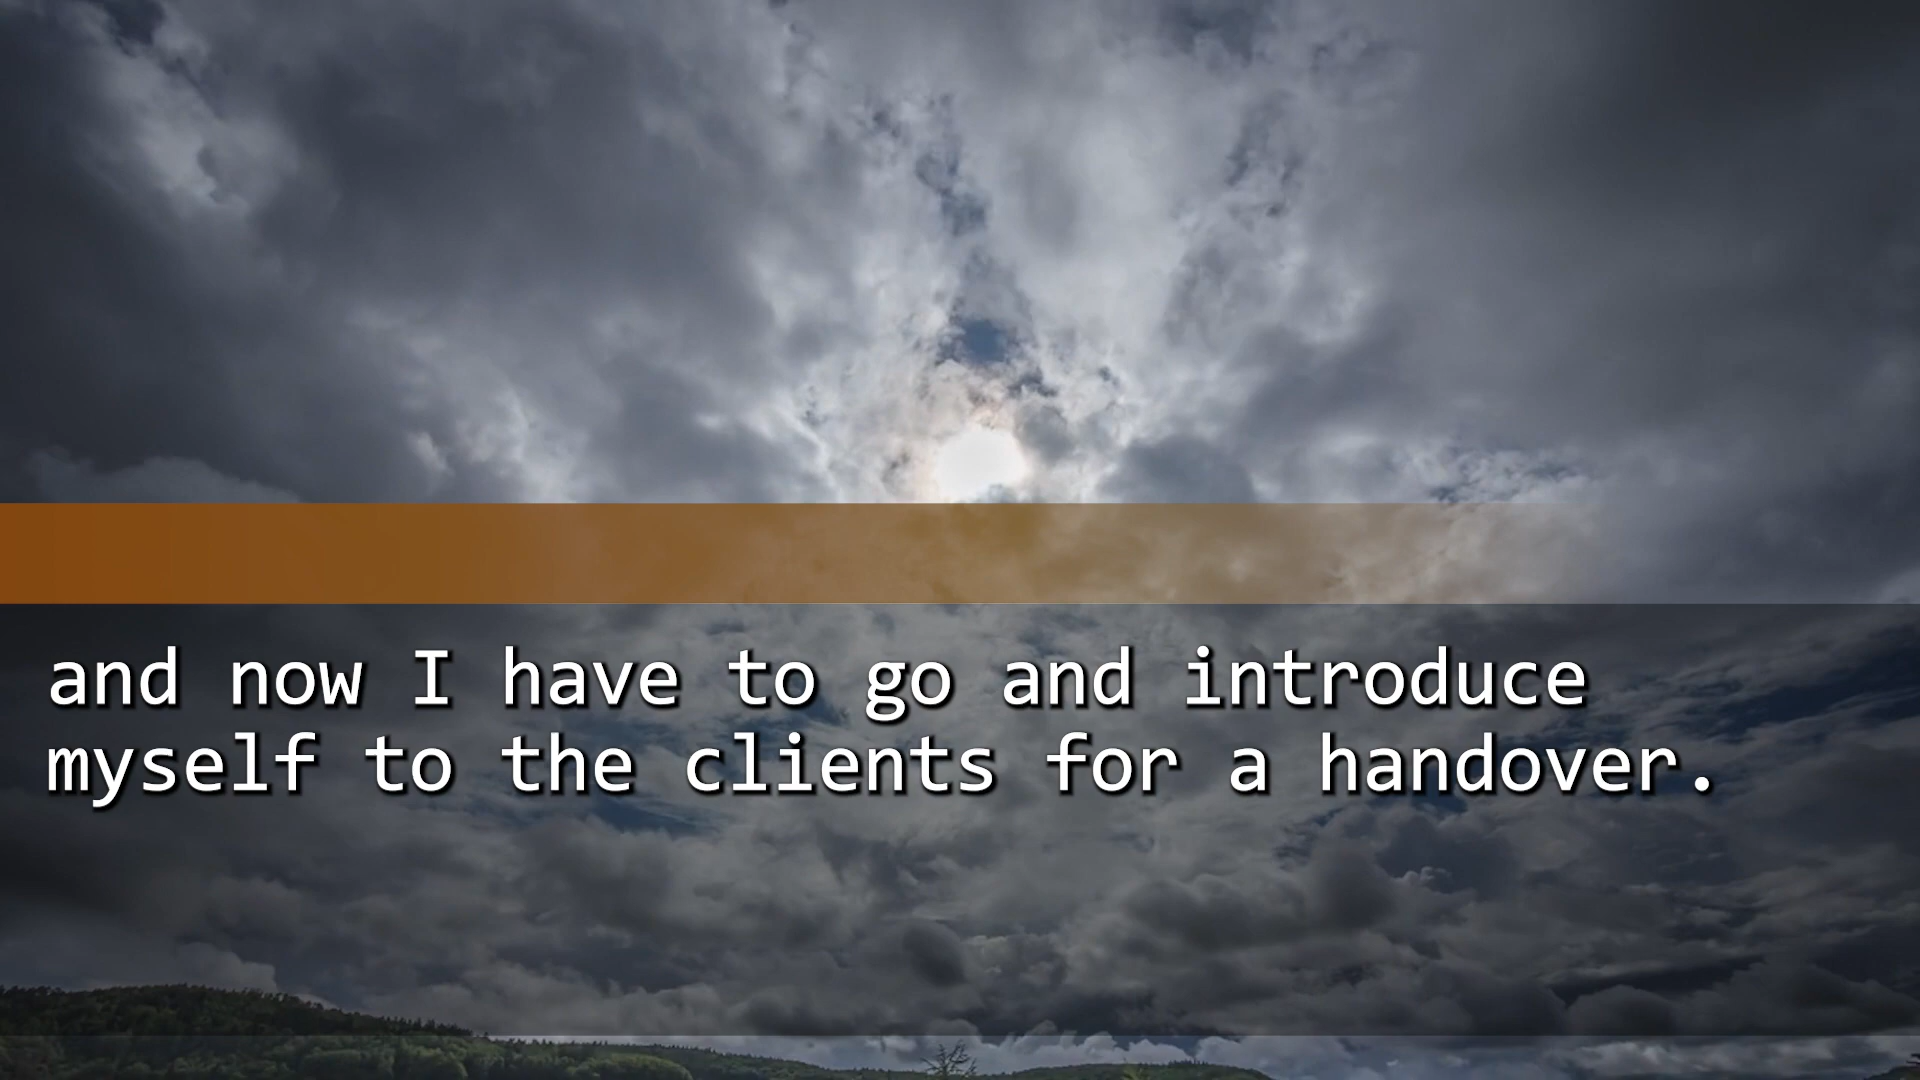 and now I have to go and introduce
myself to the clients for a handover.